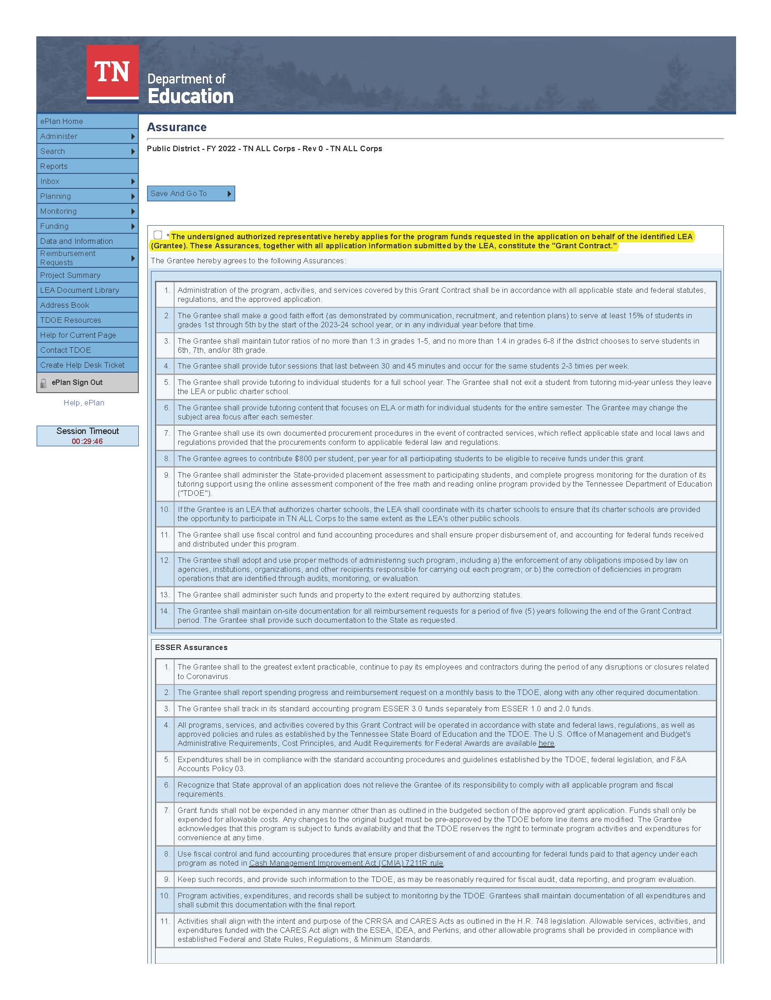 TN
Department of
Education
ePlan Home
Administer
Search
Reports
Inbox
Planning
Monitoring
Funding
Data and Information
Reimbursement
Requests
Project Summary
LEA Document Library
Address Book
TDOE Resources
Help for Current Page
Contact TDOE
Create Help Desk Ticket
ePlan Sign Out
Help, ePlan
Session Timeout
00:29:46
Assurance
Public District - FY 2022 - TN ALL Corps - Rev 0 - TN ALL Corps
Save And Go To
* The undersigned authorized representative hereby applies for the program funds requested in the application on behalf of the identified LEA
(Grantee). These Assurances, together with all application information submitted by the LEA, constitute the "Grant Contract."
The Grantee hereby agrees to the following Assurances:
1. Administration of the program, activities, and services covered by this Grant Contract shall be in accordance with all applicable state and federal statutes,
regulations, and the approved application.
2. The Grantee shall make a good faith effort (as demonstrated by communication, recruitment, and retention plans) to serve at least 15% of students in
grades 1st through 5th by the start of the 2023-24 school year, or in any individual year before that time.
3. The Grantee shall maintain tutor ratios of no more than 1:3 in grades 1-5, and no more than 1:4 in grades 6-8 if the district chooses to serve students in
6th, 7th, and/or 8th grade.
4. The Grantee shall provide tutor sessions that last between 30 and 45 minutes and occur for the same students 2-3 times per week.
5. The Grantee shall provide tutoring to individual students for a full school year. The Grantee shall not exit a student from tutoring mid-year unless they leave
the LEA or public charter school.
6. The Grantee shall provide tutoring content that focuses on ELA or math for individual students for the entire semester. The Grantee may change the
subject area focus after each semester.
7. The Grantee shall use its own documented procurement procedures in the event of contracted services, which reflect applicable state and local laws and
regulations provided that the procurements conform to applicable federal law and regulations.
8. The Grantee agrees to contribute $800 per student, per year for all participating students to be eligible to receive funds under this grant.
9. The Grantee shall administer the State-provided placement assessment to participating students, and complete progress monitoring for the duration of its
tutoring support using the online assessment component of the free math and reading online program provided by the Tennessee Department of Education
("TDOE").
10. If the Grantee is an LEA that authorizes charter schools, the LEA shall coordinate with its charter schools to ensure that its charter schools are provided
the opportunity to participate in TN ALL Corps to the same extent as the LEA's other public schools.
11. The Grantee shall use fiscal control and fund accounting procedures and shall ensure proper disbursement of, and accounting for federal funds received
and distributed under this program.
12. The Grantee shall adopt and use proper methods of administering such program, including a) the enforcement of any obligations imposed by law on
agencies, institutions, organizations, and other recipients responsible for carrying out each program; or b) the correction of deficiencies in program
operations that are identified through audits, monitoring, or evaluation.
13. The Grantee shall administer such funds and property to the extent required by authorizing statutes.
14. The Grantee shall maintain on-site documentation for all reimbursement requests for a period of five (5) years following the end of the Grant Contract
period. The Grantee shall provide such documentation to the State as requested.
ESSER Assurances
1. The Grantee shall to the greatest extent practicable, continue to pay its employees and contractors during the period of any disruptions or closures related
to Coronavirus.
2. The Grantee shall report spending progress and reimbursement request on a monthly basis to the TDOE, along with any other required documentation.
3. The Grantee shall track in its standard accounting program ESSER 3.0 funds separately from ESSER 1.0 and 2.0 funds.
4. All programs, services, and activities covered by this Grant Contract will be operated in accordance with state and federal laws, regulations, as well as
approved policies and rules as established by the Tennessee State Board of Education and the TDOE. The U.S. Office of Management and Budget's
Administrative Requirements, Cost Principles, and Audit Requirements for Federal Awards are available here.
5. Expenditures shall be in compliance with the standard accounting procedures and guidelines established by the TDOE, federal legislation, and F&A
Accounts Policy 03.
6. Recognize that State approval of an application does not relieve the Grantee of its responsibility to comply with all applicable program and fiscal
requirements.
7. Grant funds shall not be expended in any manner other than as outlined in the budgeted section of the approved grant application. Funds shall only be
expended for allowable costs. Any changes to the original budget must be pre-approved by the TDOE before line items are modified. The Grantee
acknowledges that this program is subject to funds availability and that the TDOE reserves the right to terminate program activities and expenditures for
convenience at any time.
8. Use fiscal control and fund accounting procedures that ensure proper disbursement of and accounting for federal funds paid to that agency under each
program as noted in Cash Management Improvement Act (CMIA) 7211R rule.
9. Keep such records, and provide such information to the TDOE, as may be reasonably required for fiscal audit, data reporting, and program evaluation.
10. Program activities, expenditures, and records shall be subject to monitoring by the TDOE. Grantees shall maintain documentation of all expenditures and
shall submit this documentation with the final report.
11. Activities shall align with the intent and purpose of the CRRSA and CARES Acts as outlined in the H.R. 748 legislation. Allowable services, activities, and
expenditures funded with the CARES Act align with the ESEA, IDEA, and Perkins, and other allowable programs shall be provided in compliance with
established Federal and State Rules, Regulations, & Minimum Standards.